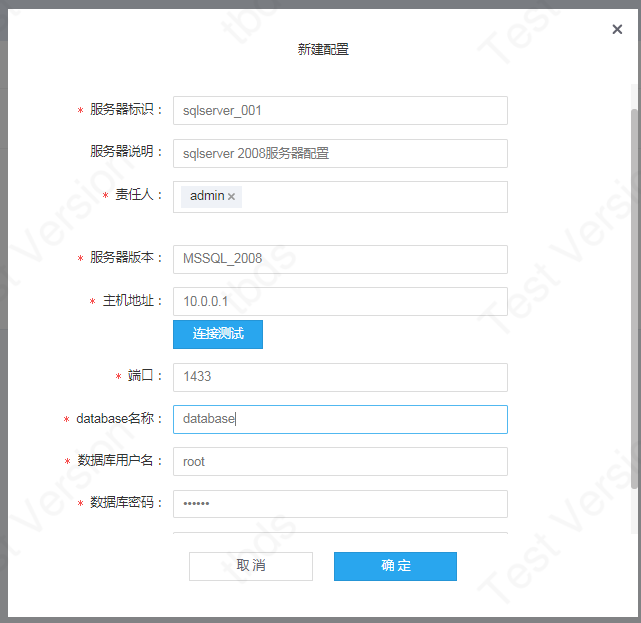 新建配置
* 服务器标识： sqlserver_001
服务器说明： sqlserver 2008服务器配置
* 责任人： admin ×
* 服务器版本： MSSQL_2008
* 主机地址： 10.0.0.1
连接测试
* 端口： 1433
* database名称： database
* 数据库用户名： root
* 数据库密码： ••••••
取 消 确 定
tbds
Test Version
Test Version
tbds
Test Version
Test Version
tbds
Test Version